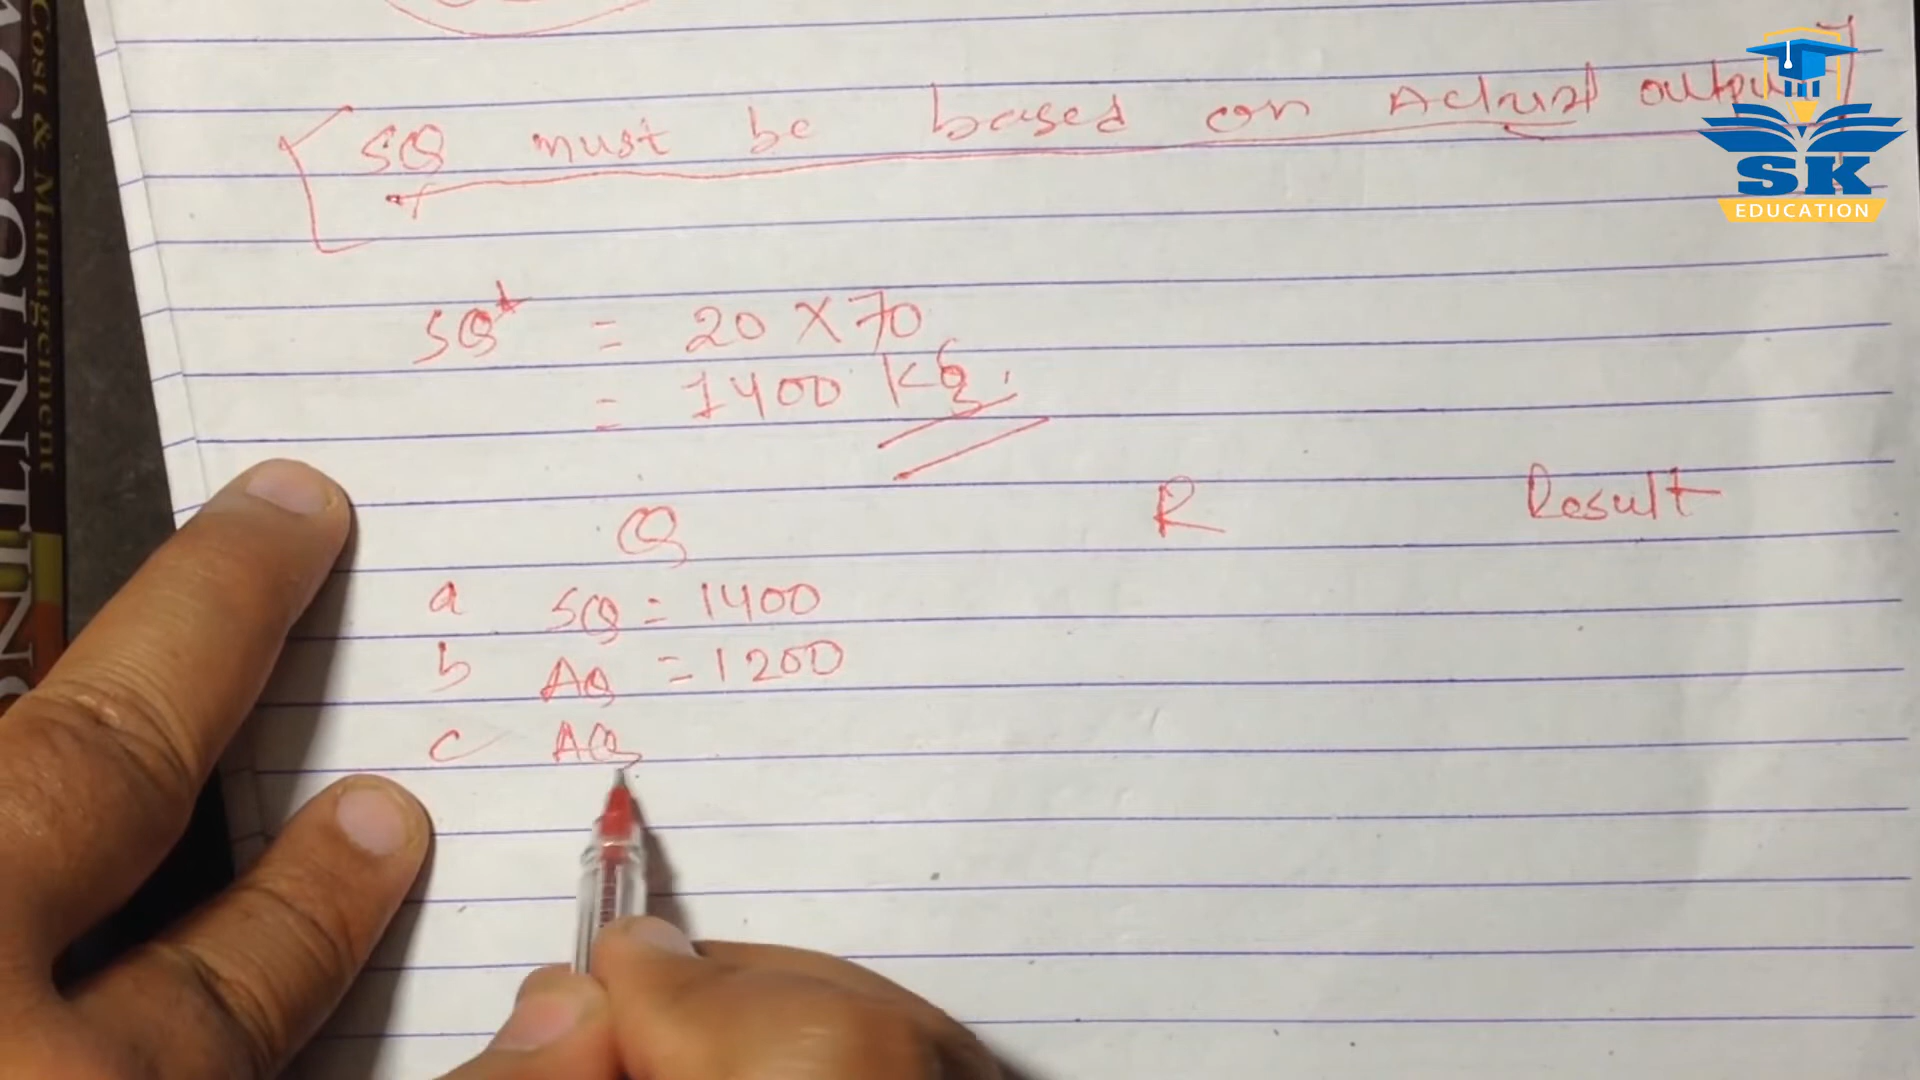 SQ must be based on Actual output
SQ = 20 X 70
= 1400 KG.
Q R Result
a SQ = 1400
b AQ = 1200
c AQ
SK
EDUCATION
Cost & Management
ACCOUNTING